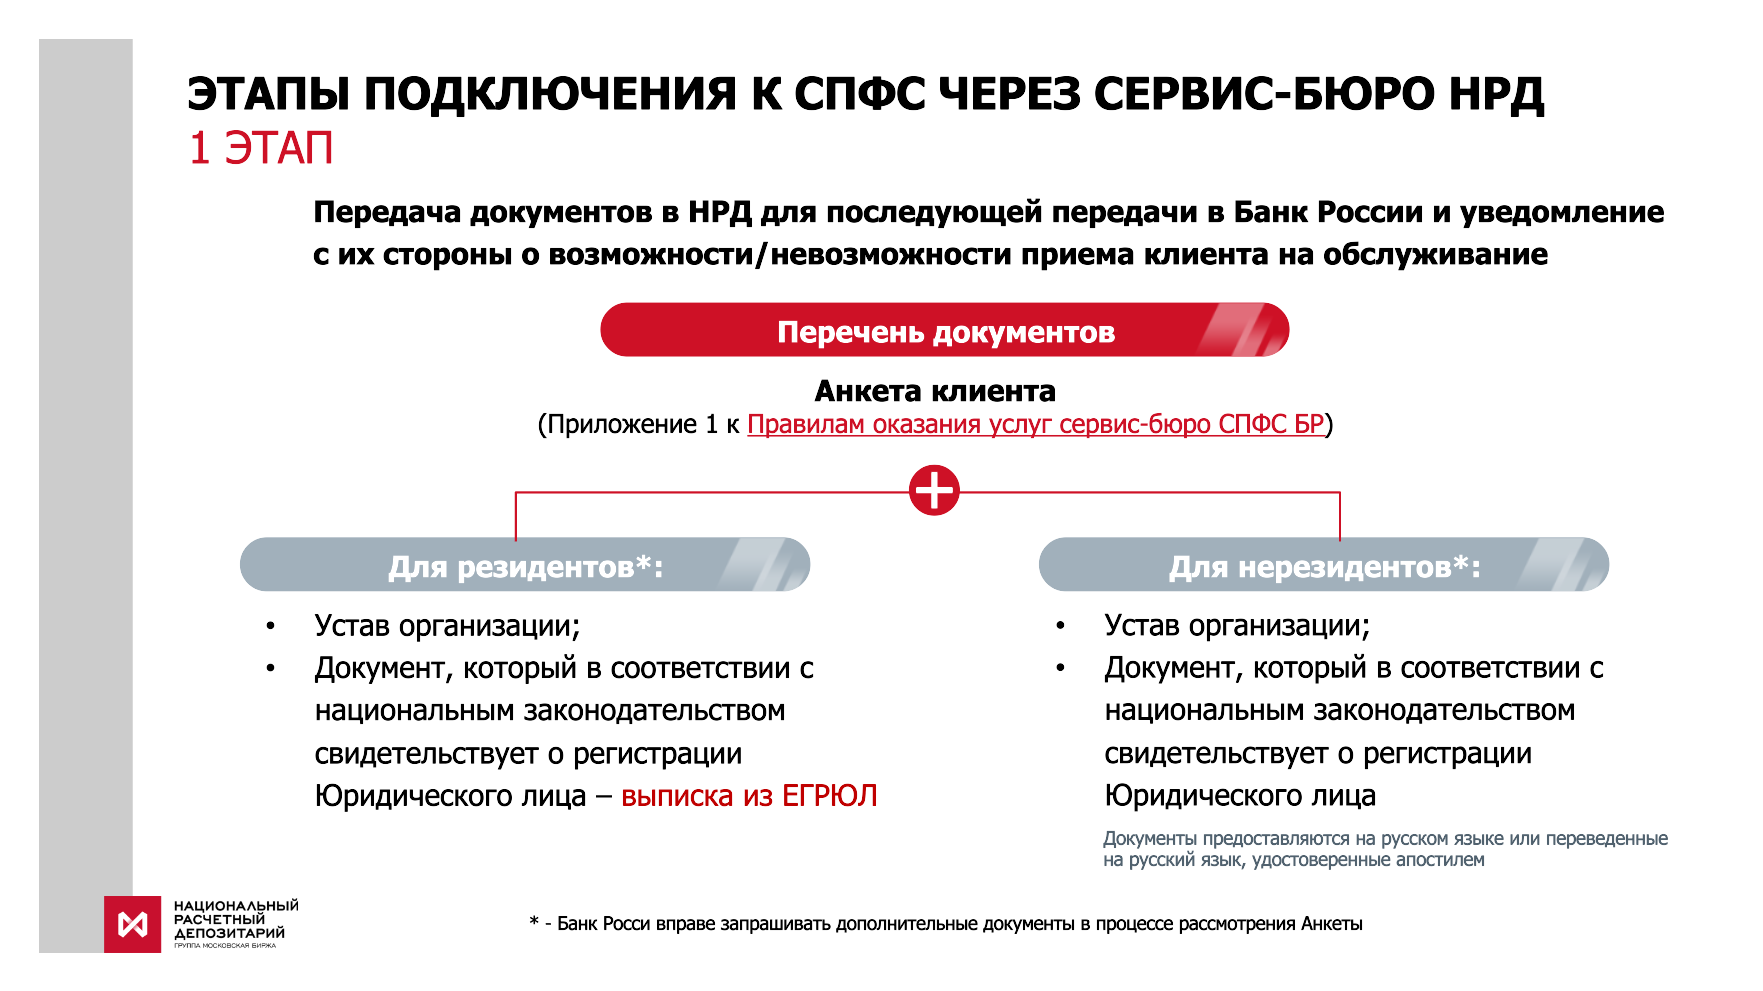 ЭТАПЫ ПОДКЛЮЧЕНИЯ К СПФС ЧЕРЕЗ СЕРВИС-БЮРО НРД
1 ЭТАП
Передача документов в НРД для последующей передачи в Банк России и уведомление
с их стороны о возможности/невозможности приема клиента на обслуживание
Перечень документов
Анкета клиента
(Приложение 1 к Правилам оказания услуг сервис-бюро СПФС БР)
Для резидентов*:
• Устав организации;
• Документ, который в соответствии с
национальным законодательством
свидетельствует о регистрации
Юридического лица – выписка из ЕГРЮЛ
Для нерезидентов*:
• Устав организации;
• Документ, который в соответствии с
национальным законодательством
свидетельствует о регистрации
Юридического лица
Документы предоставляются на русском языке или переведенные
на русский язык, удостоверенные апостилем
НАЦИОНАЛЬНЫЙ
РАСЧЕТНЫЙ
ДЕПОЗИТАРИЙ
ГРУППА МОСКОВСКАЯ БИРЖА
* - Банк Росси вправе запрашивать дополнительные документы в процессе рассмотрения Анкеты